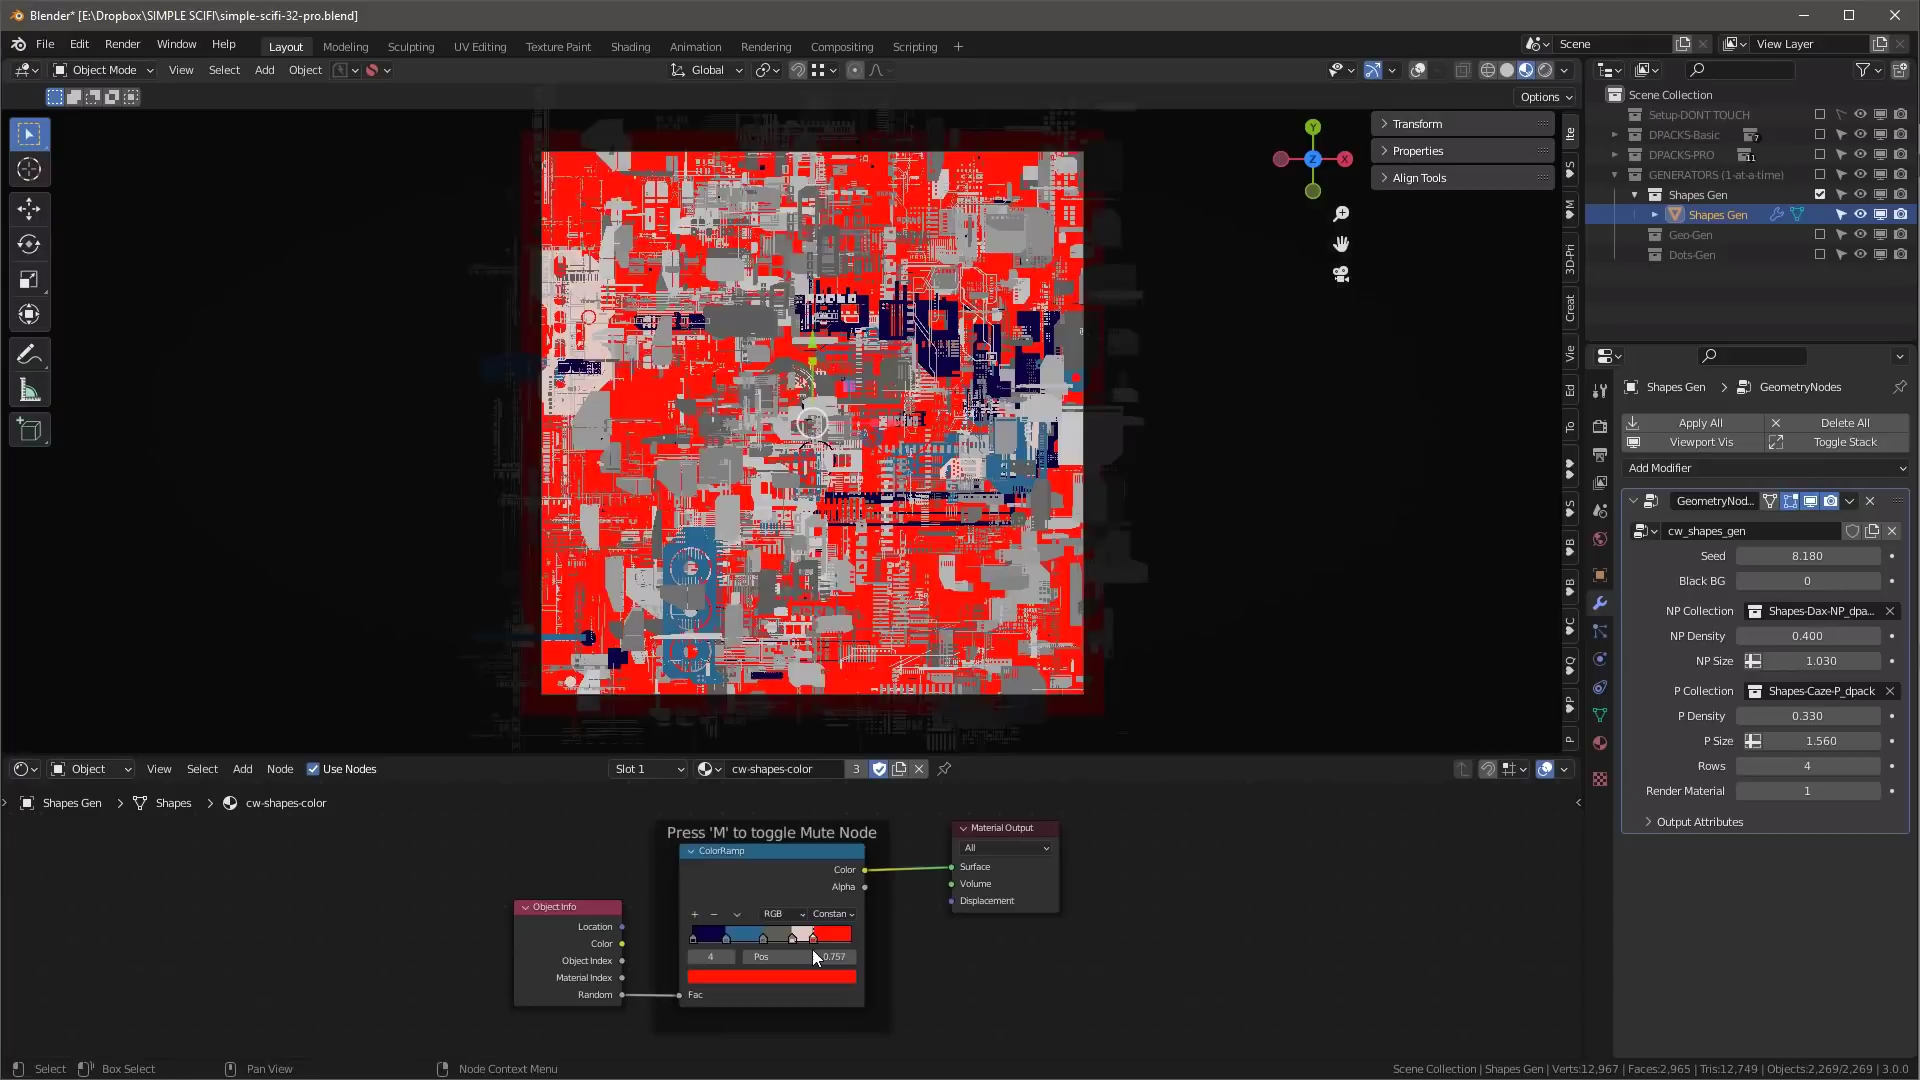 Blender* [E:\Dropbox\SIMPLE SCIFI\simple-scifi-32-pro.blend]
File Edit Render Window Help Layout Modeling Sculpting UV Editing Texture Paint Shading Animation Rendering Compositing Scripting + Scene View Layer
Object Mode View Select Add Object Global
Options
Scene Collection
Setup-DONT TOUCH
DPACKS-Basic 7
DPACKS-PRO 11
GENERATORS (1-at-a-time)
Shapes Gen
Shapes Gen
Geo-Gen
Dots-Gen
Y
Z X
Transform
Properties
Align Tools
Ite
S
M
3D-Pri
Creat
Vie
Ed
To
S
B
B
C
Q
P
P
Shapes Gen > GeometryNodes
Apply All Delete All
Viewport Vis Toggle Stack
Add Modifier
GeometryNod...
cw_shapes_gen
Seed 8.180
Black BG 0
NP Collection Shapes-Dax-NP_dpa...
NP Density 0.400
NP Size 1.030
P Collection Shapes-Caze-P_dpack
P Density 0.330
P Size 1.560
Rows 4
Render Material 1
Output Attributes
Object View Select Add Node Use Nodes Slot 1 cw-shapes-color 3
Shapes Gen > Shapes > cw-shapes-color
Press 'M' to toggle Mute Node
ColorRamp
Color
Alpha
RGB Constan
4 Pos 0.757
Fac
Object Info
Location
Color
Object Index
Material Index
Random
Material Output
All
Surface
Volume
Displacement
Select Box Select Pan View Node Context Menu Scene Collection | Shapes Gen | Verts:12,967 | Faces:2,965 | Tris:12,749 | Objects:2,269/2,269 | 3.0.0